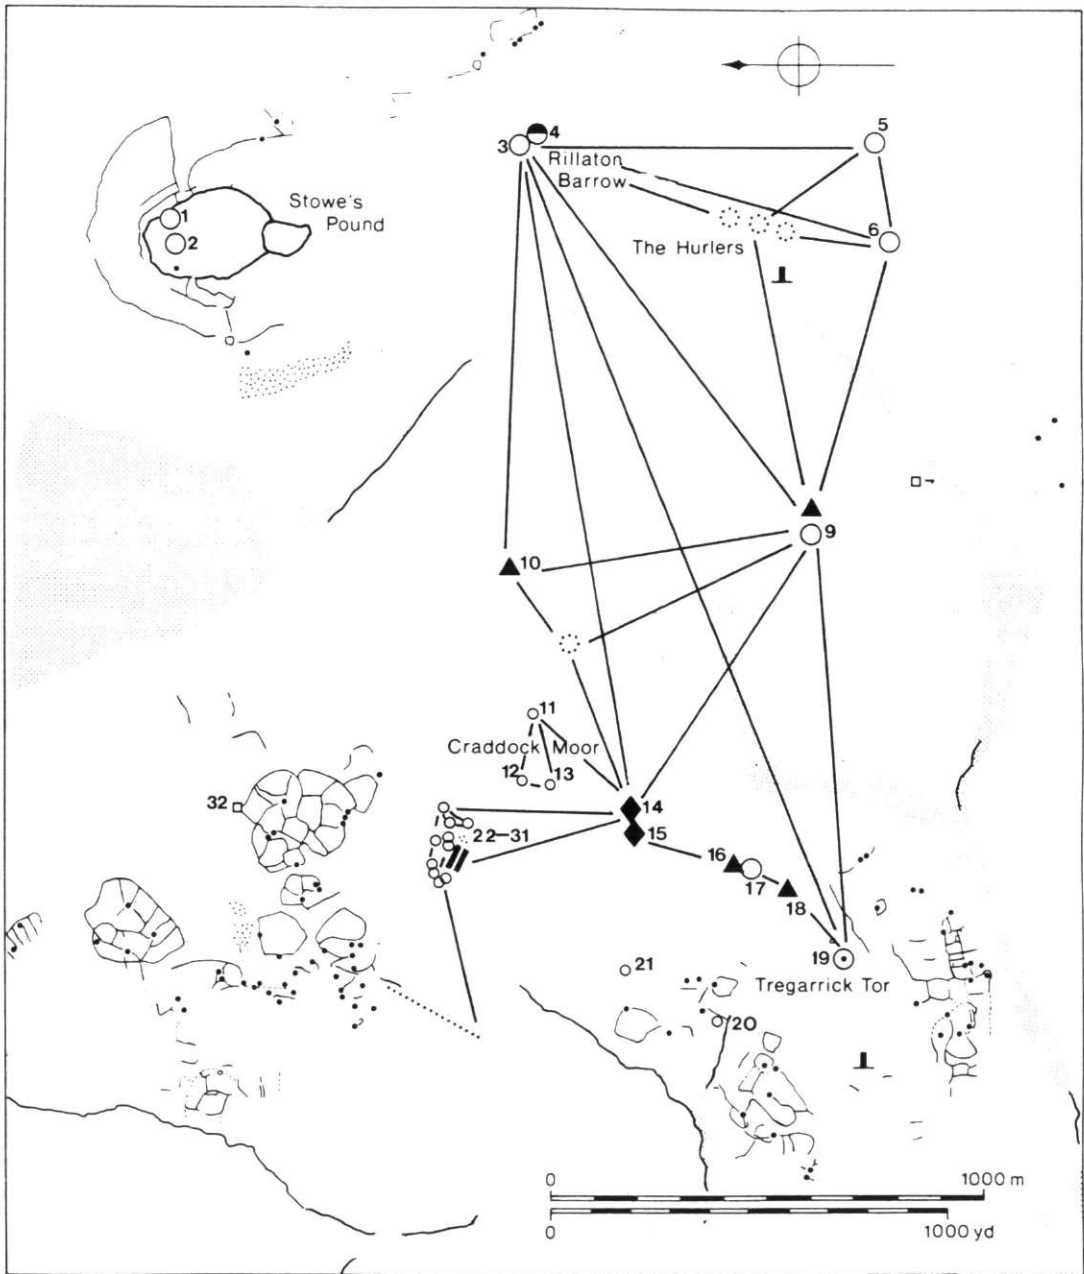 5
3
4
Rillaton
Barrow
Stowe's
Pound
1
2
6
The Hurlers
9
10
11
Craddock Moor
12
13
32
14
22–31
15
16
17
18
19
21
Tregarrick Tor
20
0
1000 m
0
1000 yd